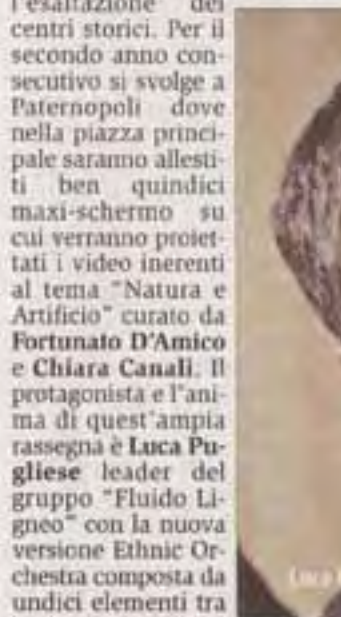 l'esaltazione dei
centri storici. Per il
secondo anno con-
secutivo si svolge a
Paternopoli dove
nella piazza princi-
pale saranno allesti-
ti ben quindici
maxi-schermo su
cui verranno proiet-
tati i video inerenti
al tema "Natura e
Artificio" curato da
Fortunato D'Amico
e Chiara Canali. Il
protagonista e l'ani-
ma di quest'ampia
rassegna è Luca Pu-
gliese leader del
gruppo "Fluido Li-
gneo" con la nuova
versione Ethnic Or-
chestra composta da
undici elementi tra
Luca